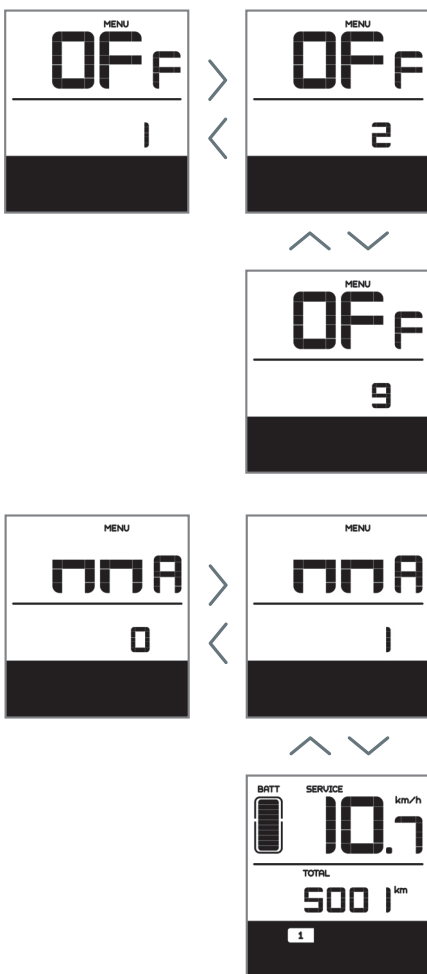 MENU
OFF
1
MENU
OFF
2
MENU
OFF
9
MENU
nnA
0
MENU
nnA
1
BATT SERVICE
10.7 km/h
TOTAL
5001 km
1